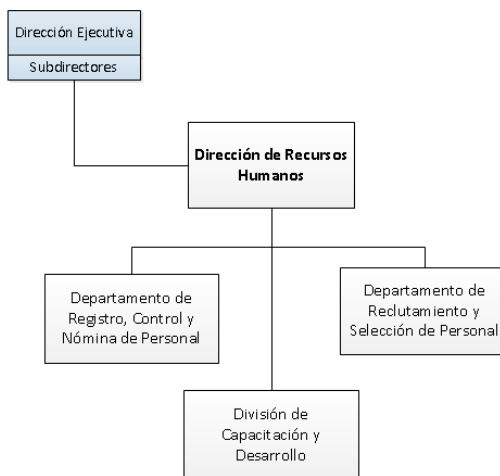 Dirección Ejecutiva
Subdirectores
Dirección de Recursos
Humanos
Departamento de
Registro, Control y
Nómina de Personal
Departamento de
Reclutamiento y
Selección de Personal
División de
Capacitación y
Desarrollo